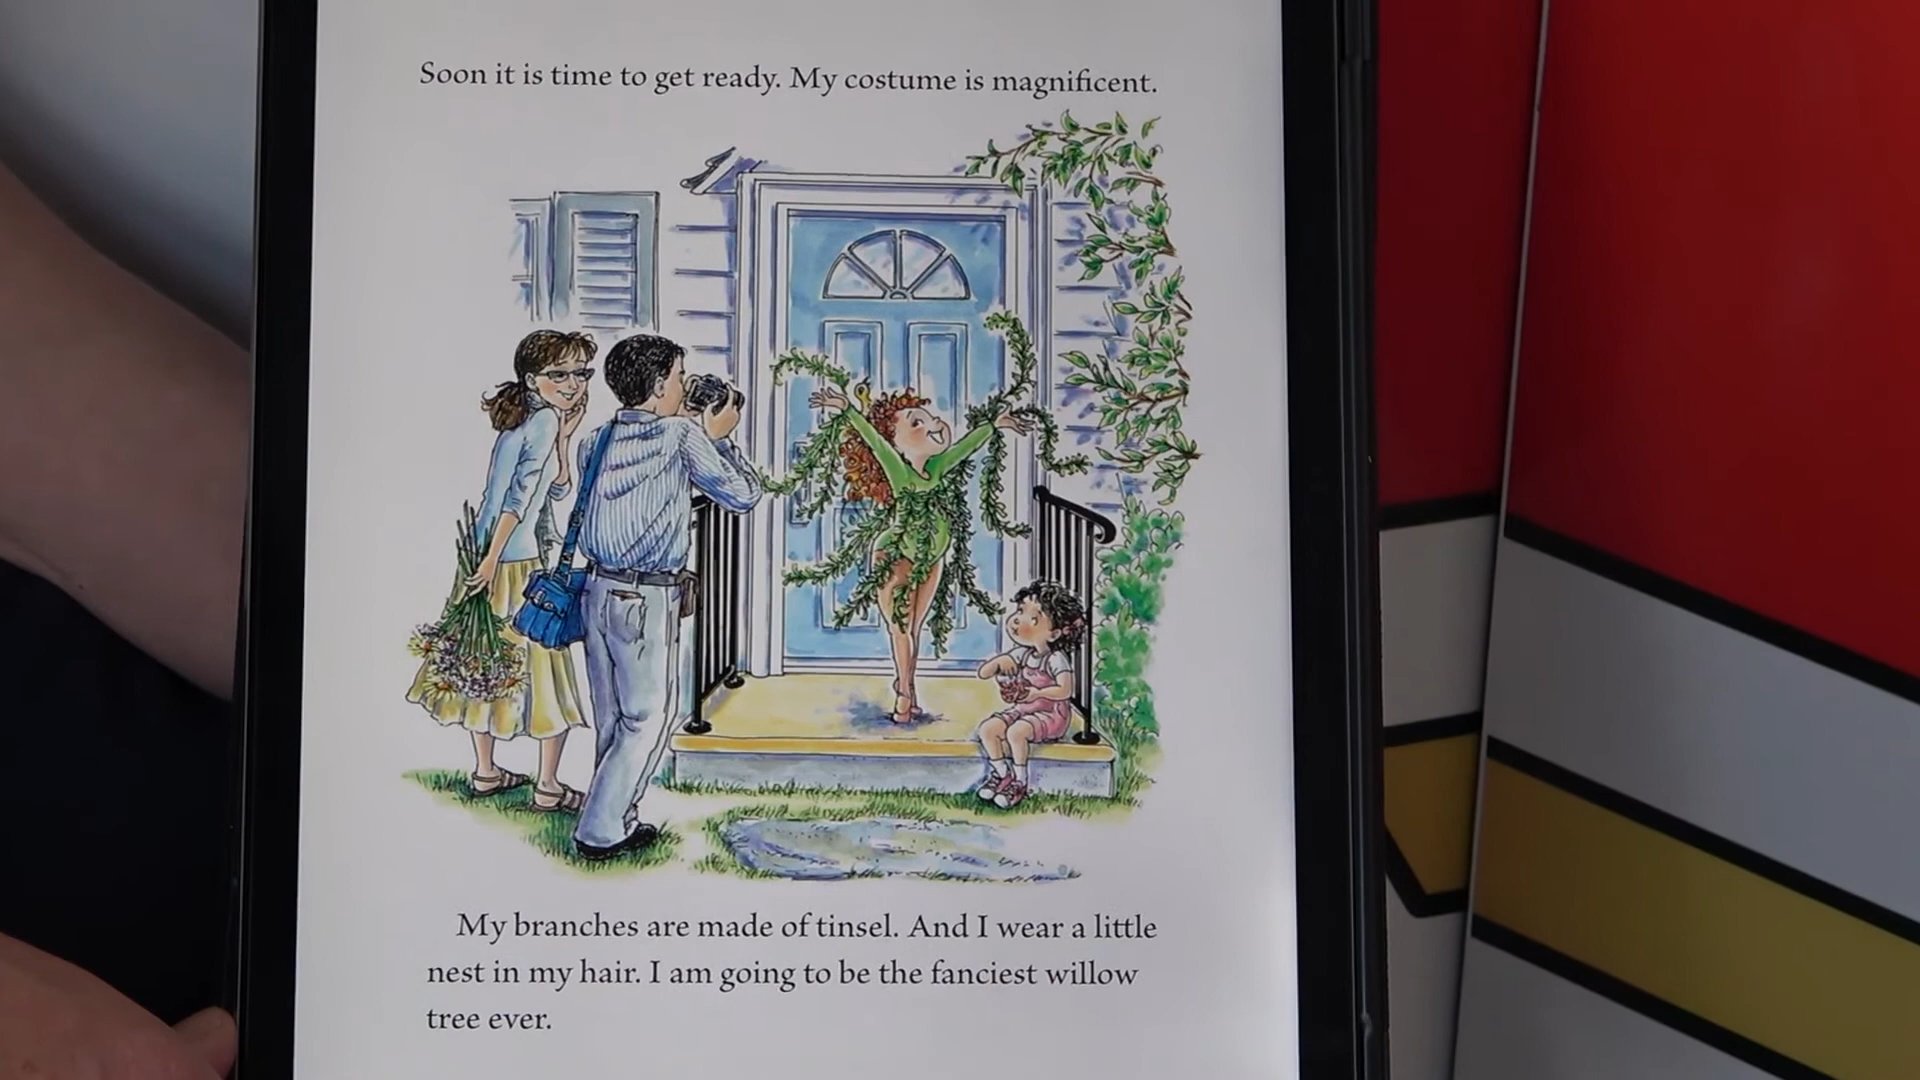 Soon it is time to get ready. My costume is magnificent.
My branches are made of tinsel. And I wear a little
nest in my hair. I am going to be the fanciest willow
tree ever.